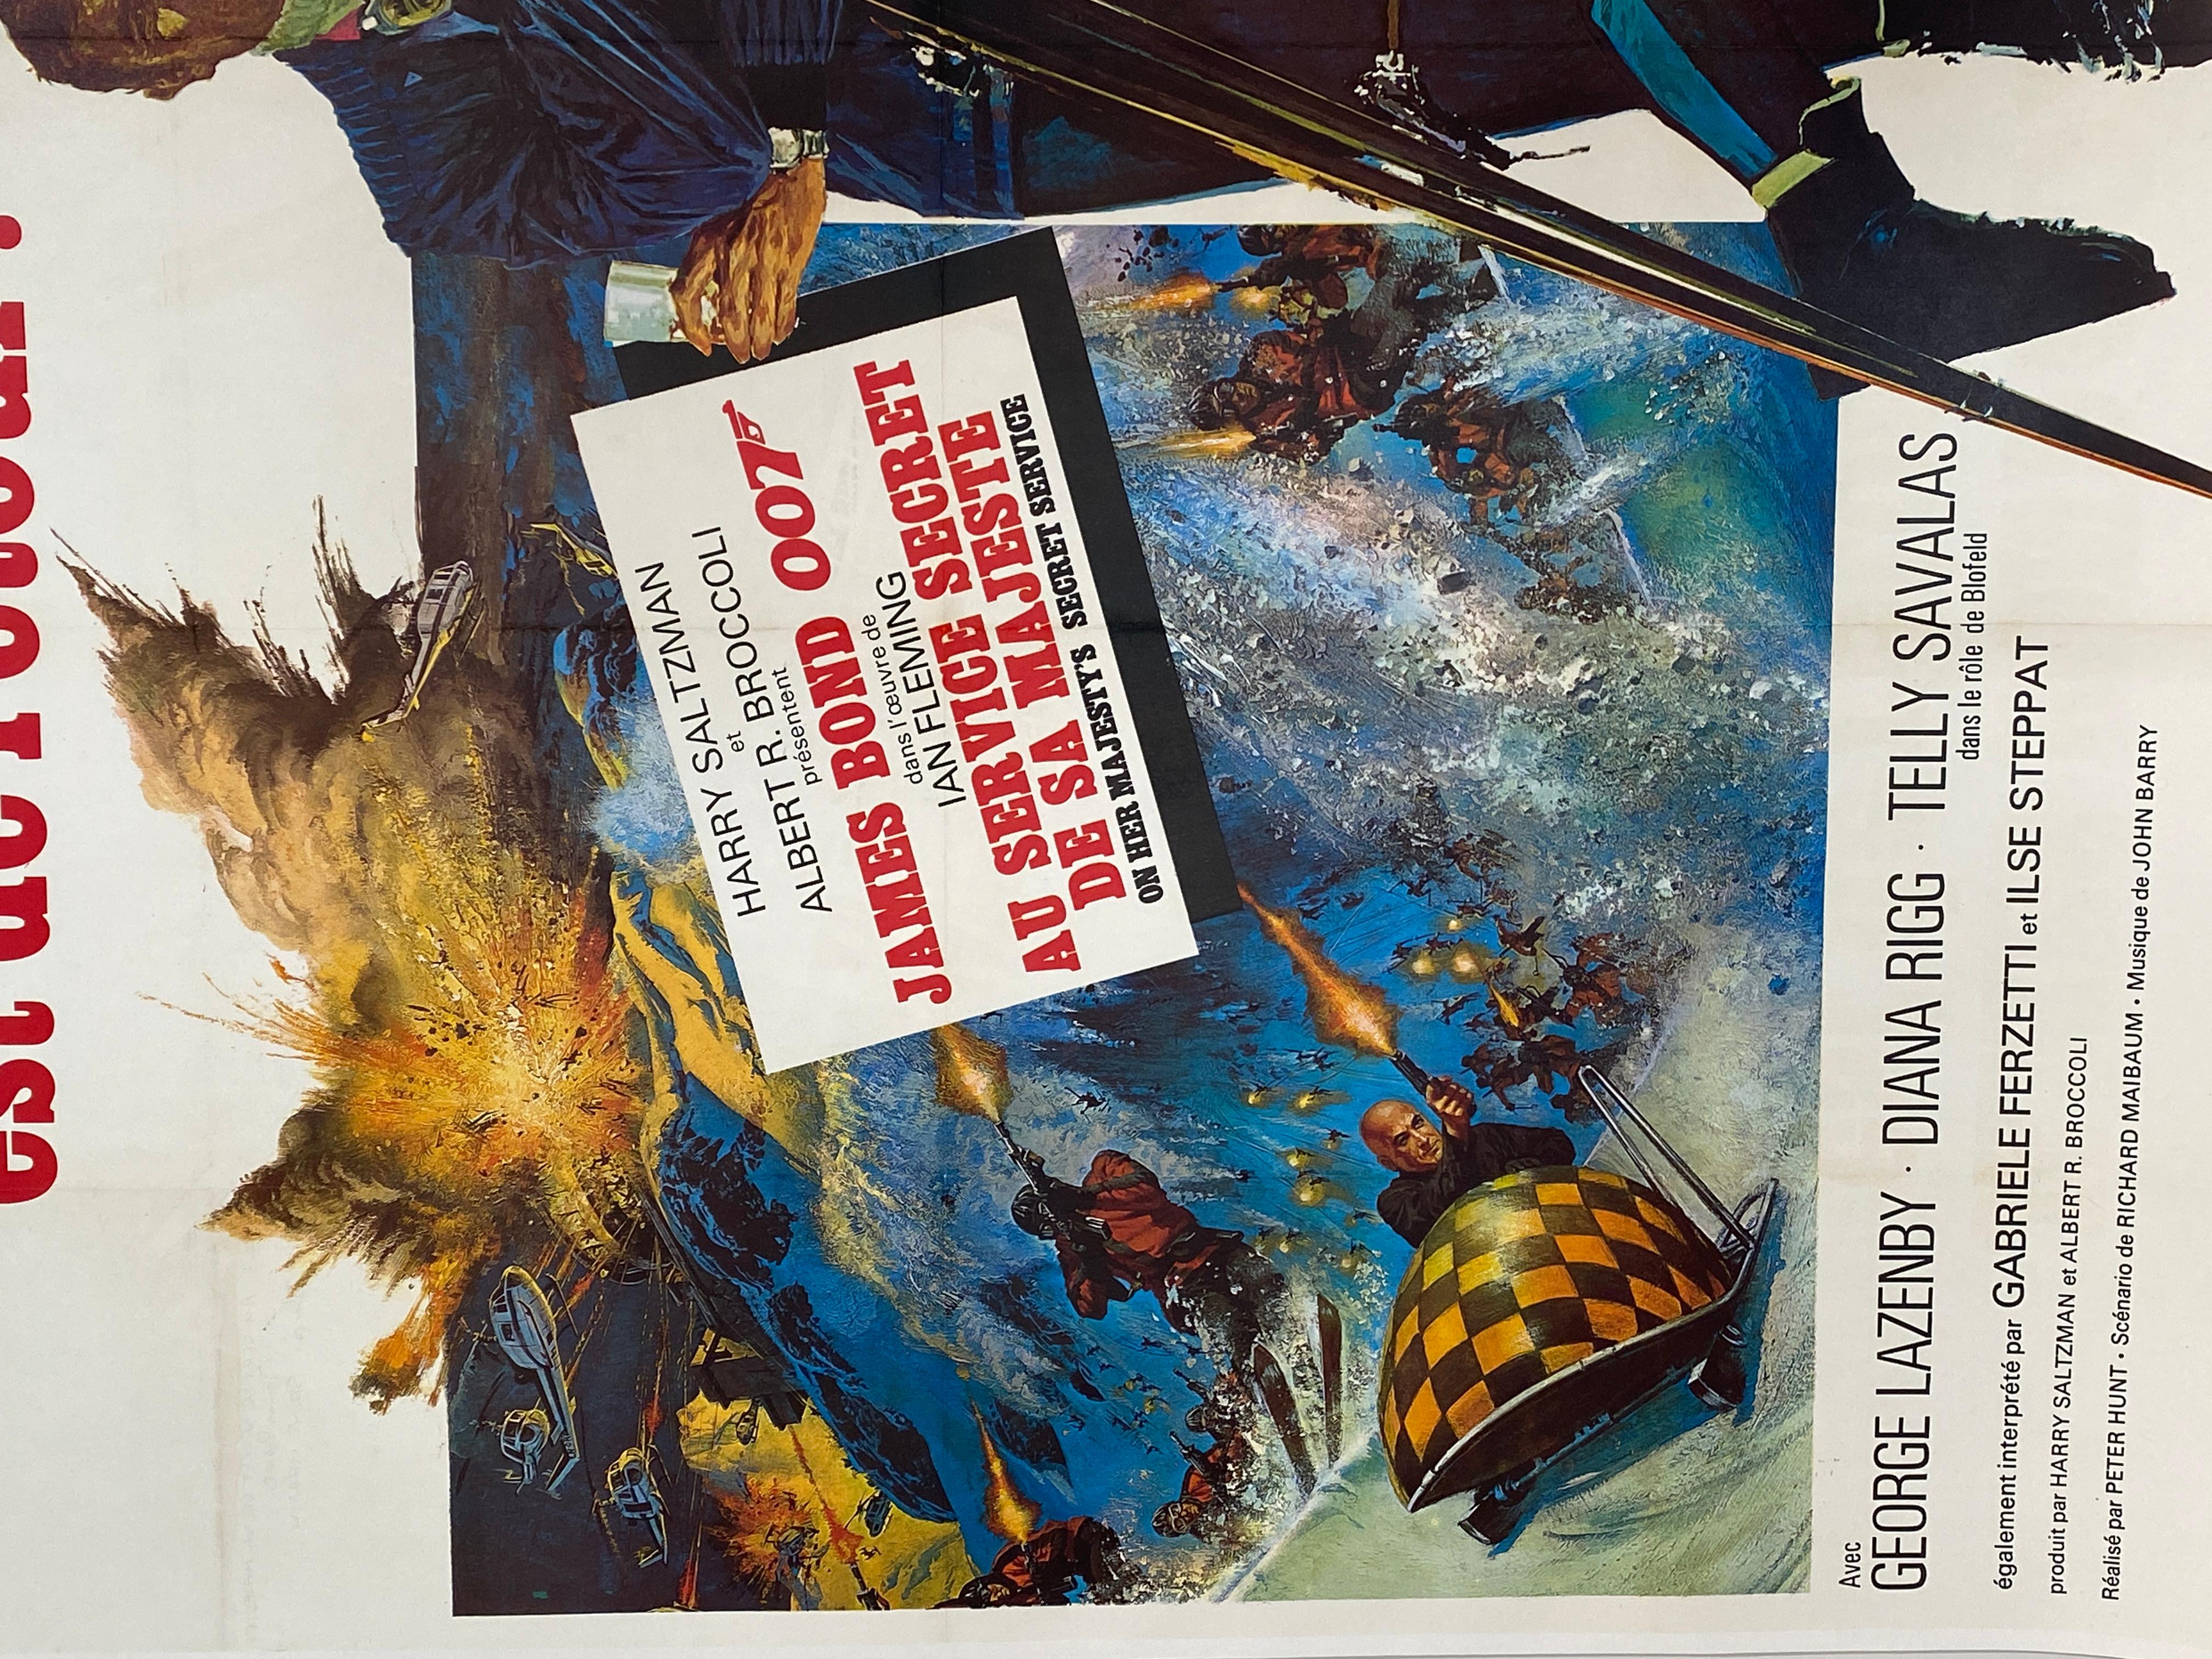 est de retour!
HARRY SALTZMAN
et
ALBERT R. BROCCOLI
présentent
JAMES BOND 007
dans l'œuvre de
IAN FLEMING
AU SERVICE SECRET
DE SA MAJESTE
ON HER MAJESTY'S SECRET SERVICE
Avec
GEORGE LAZENBY · DIANA RIGG · TELLY SAVALAS
dans le rôle de Blofeld
également interprété par GABRIELE FERZETTI et ILSE STEPPAT
produit par HARRY SALTZMAN et ALBERT R. BROCCOLI
Réalisé par PETER HUNT · Scénario de RICHARD MAIBAUM · Musique de JOHN BARRY